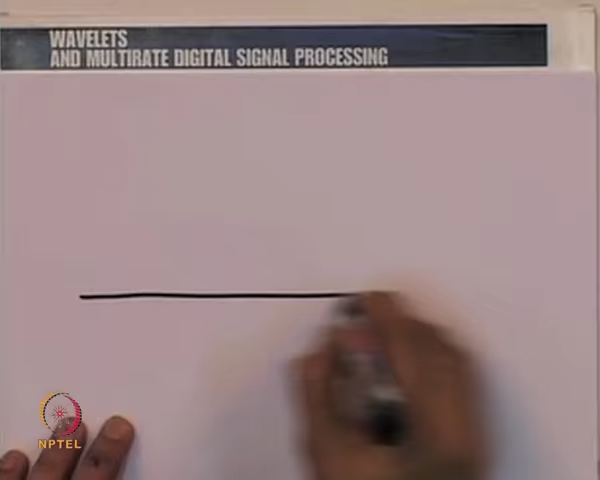 WAVELETS
AND MULTIRATE DIGITAL SIGNAL PROCESSING
NPTEL